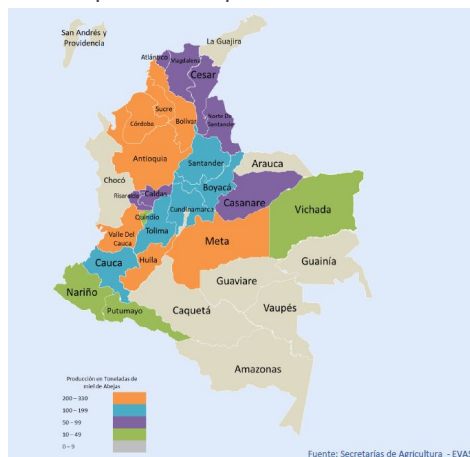 San Andrés y
Providencia
La Guajira
Atlántico
Magdalena
Cesar
Sucre
Córdoba
Bolívar
Norte De
Santander
Antioquia
Santander
Arauca
Chocó
Boyacá
Caldas
Risaralda
Casanare
Cundinamarca
Vichada
Quindío
Tolima
Valle Del
Cauca
Meta
Cauca
Huila
Guainía
Guaviare
Nariño
Putumayo
Caquetá
Vaupés
Amazonas
Producción en Toneladas de
miel de Abejas
200 – 330
100 – 199
50 – 99
10 – 49
0 – 9
Fuente: Secretarías de Agricultura - EVAS